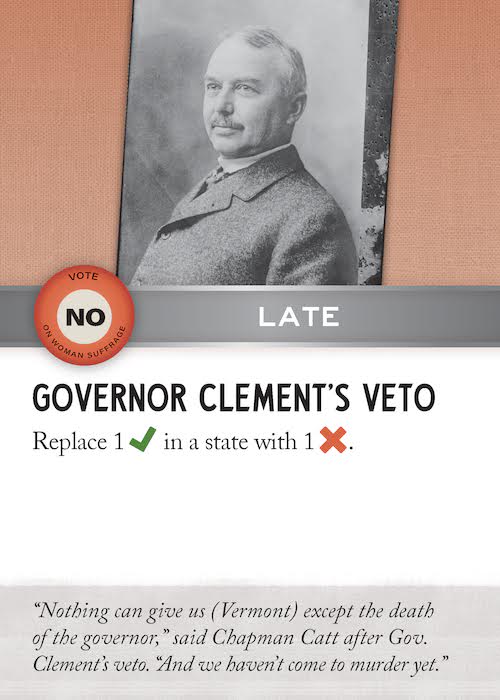 VOTE
NO
ON WOMAN SUFFRAGE
LATE
GOVERNOR CLEMENT'S VETO
Replace 1 ✔ in a state with 1 ✖.
“Nothing can give us (Vermont) except the death
of the governor,” said Chapman Catt after Gov.
Clement's veto. “And we haven't come to murder yet.”